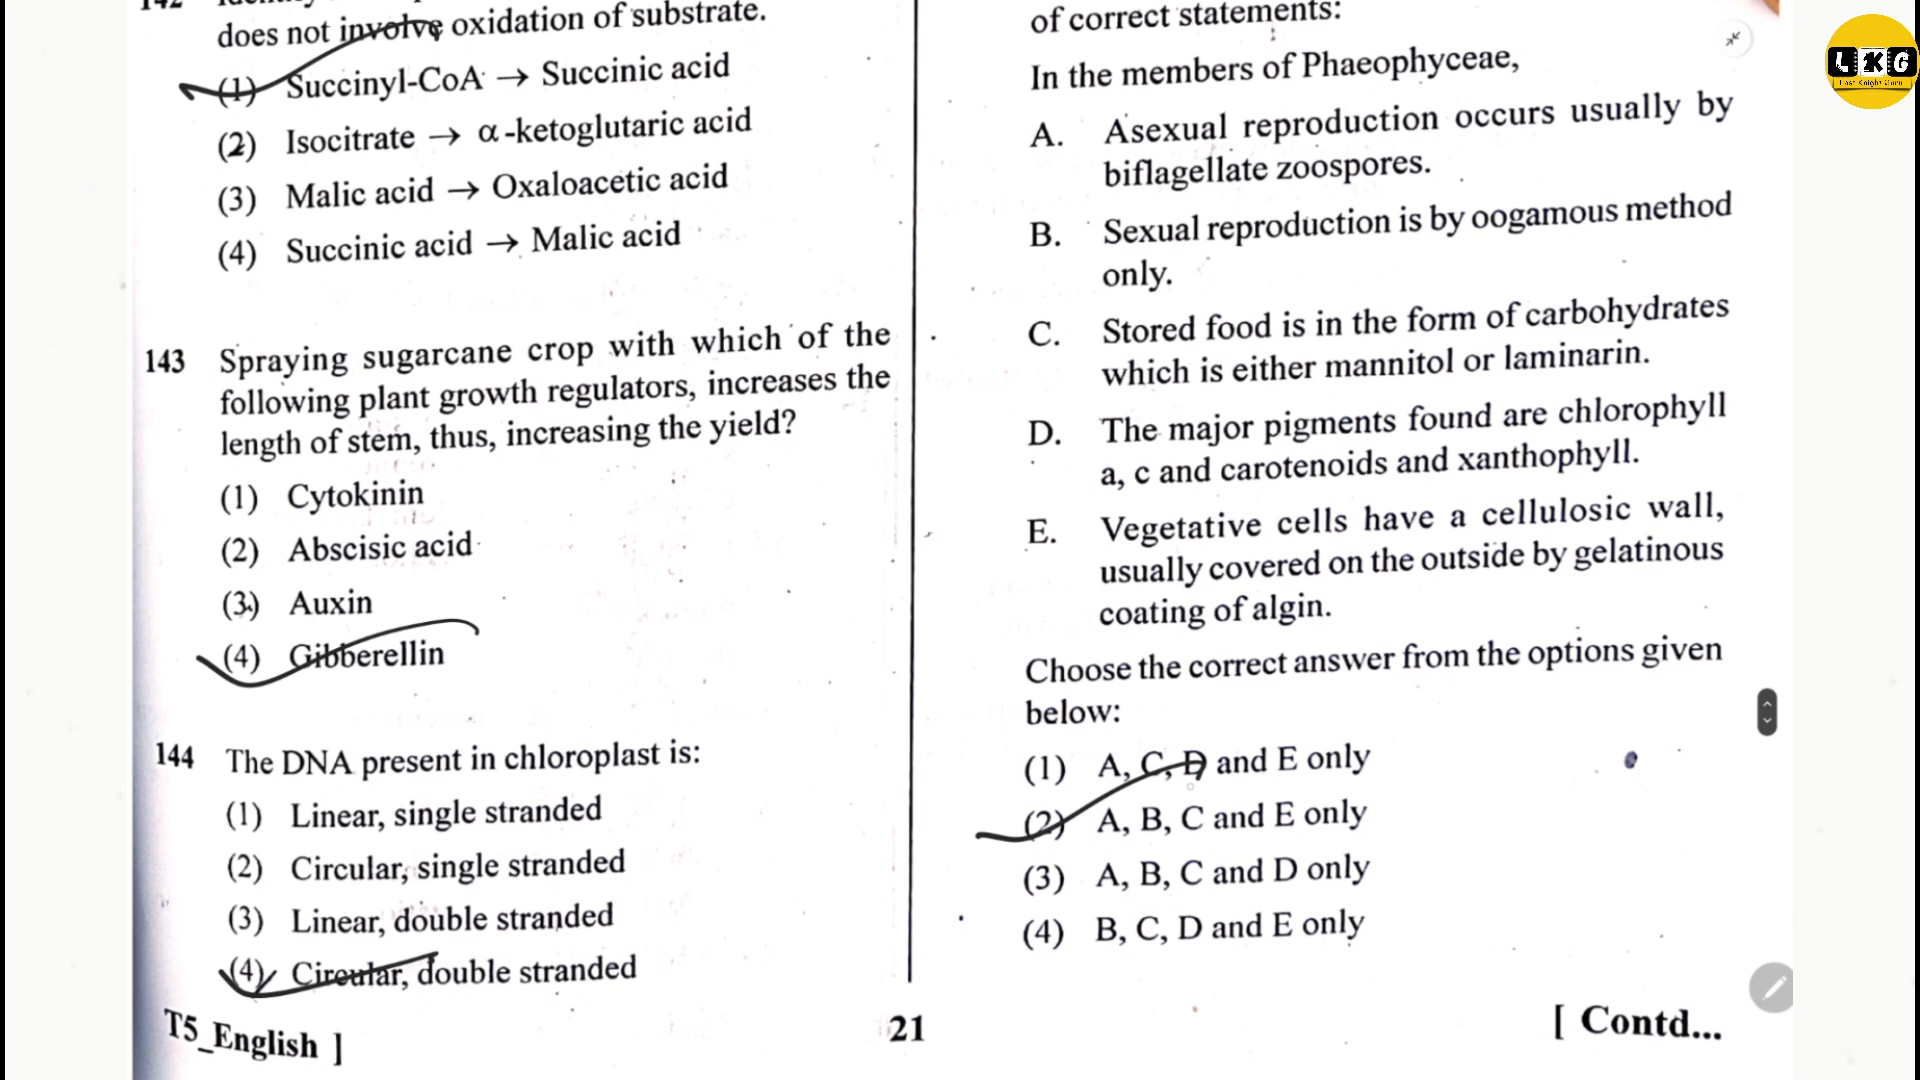 142
does not involve oxidation of substrate.
(1) Succinyl-CoA → Succinic acid
(2) Isocitrate → α-ketoglutaric acid
(3) Malic acid → Oxaloacetic acid
(4) Succinic acid → Malic acid
143 Spraying sugarcane crop with which of the
following plant growth regulators, increases the
length of stem, thus, increasing the yield?
(1) Cytokinin
(2) Abscisic acid
(3) Auxin
(4) Gibberellin
144 The DNA present in chloroplast is:
(1) Linear, single stranded
(2) Circular, single stranded
(3) Linear, double stranded
(4) Circular, double stranded
of correct statements:
In the members of Phaeophyceae,
A. Asexual reproduction occurs usually by
biflagellate zoospores.
B. Sexual reproduction is by oogamous method
only.
C. Stored food is in the form of carbohydrates
which is either mannitol or laminarin.
D. The major pigments found are chlorophyll
a, c and carotenoids and xanthophyll.
E. Vegetative cells have a cellulosic wall,
usually covered on the outside by gelatinous
coating of algin.
Choose the correct answer from the options given
below:
(1) A, C, D and E only
(2) A, B, C and E only
(3) A, B, C and D only
(4) B, C, D and E only
T5_English ]
21
[ Contd...
LKG
Last Knight Guru